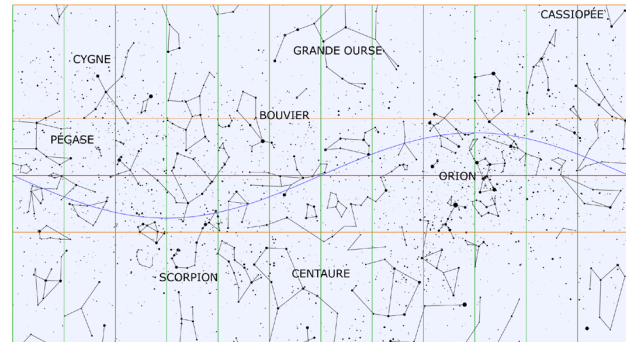 CASSIOPÉE
GRANDE OURSE
CYGNE
BOUVIER
PÉGASE
ORION
SCORPION
CENTAURE